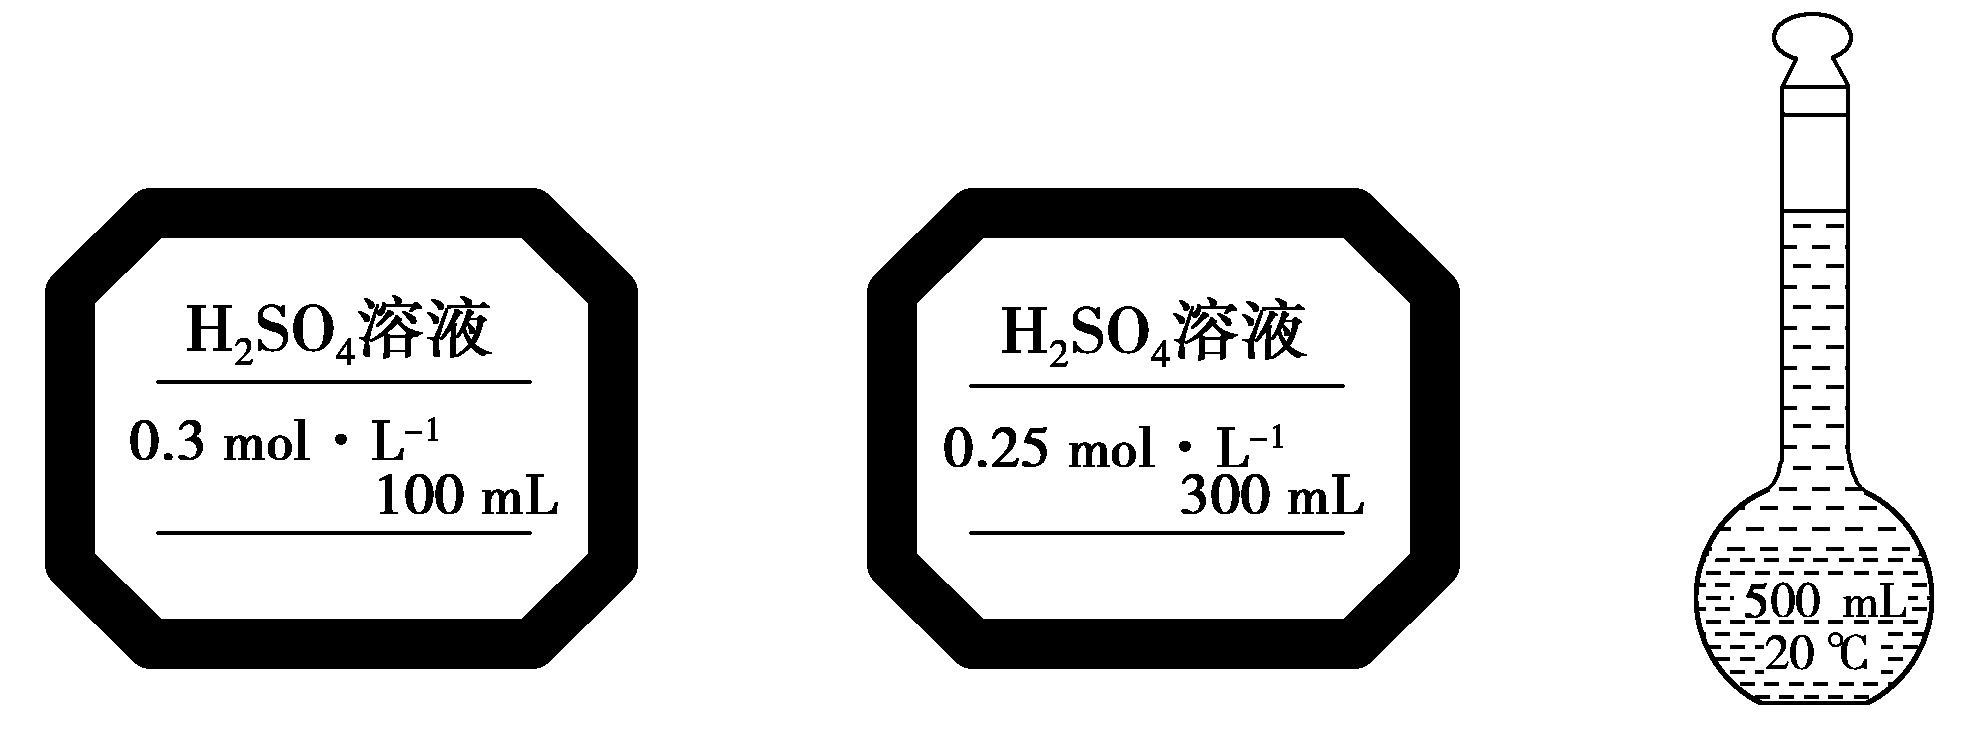 H₂SO₄溶液
0.3 mol·L⁻¹
100 mL
H₂SO₄溶液
0.25 mol·L⁻¹
300 mL
500 mL
20 ℃